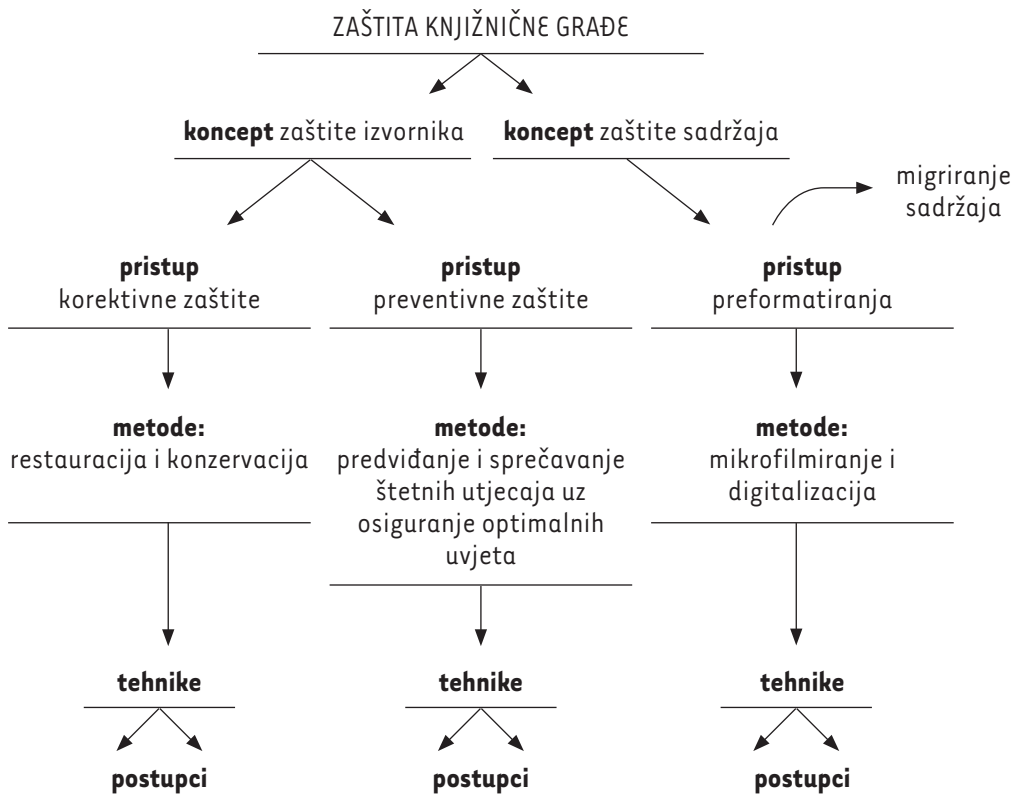 ZAŠTITA KNJIŽNIČNE GRAĐE
koncept zaštite izvornika
koncept zaštite sadržaja
migriranje
sadržaja
pristup
korektivne zaštite
pristup
preventivne zaštite
pristup
preformatiranja
metode:
restauracija i konzervacija
metode:
predviđanje i sprečavanje
štetnih utjecaja uz
osiguranje optimalnih
uvjeta
metode:
mikrofilmiranje i
digitalizacija
tehnike
tehnike
tehnike
postupci
postupci
postupci